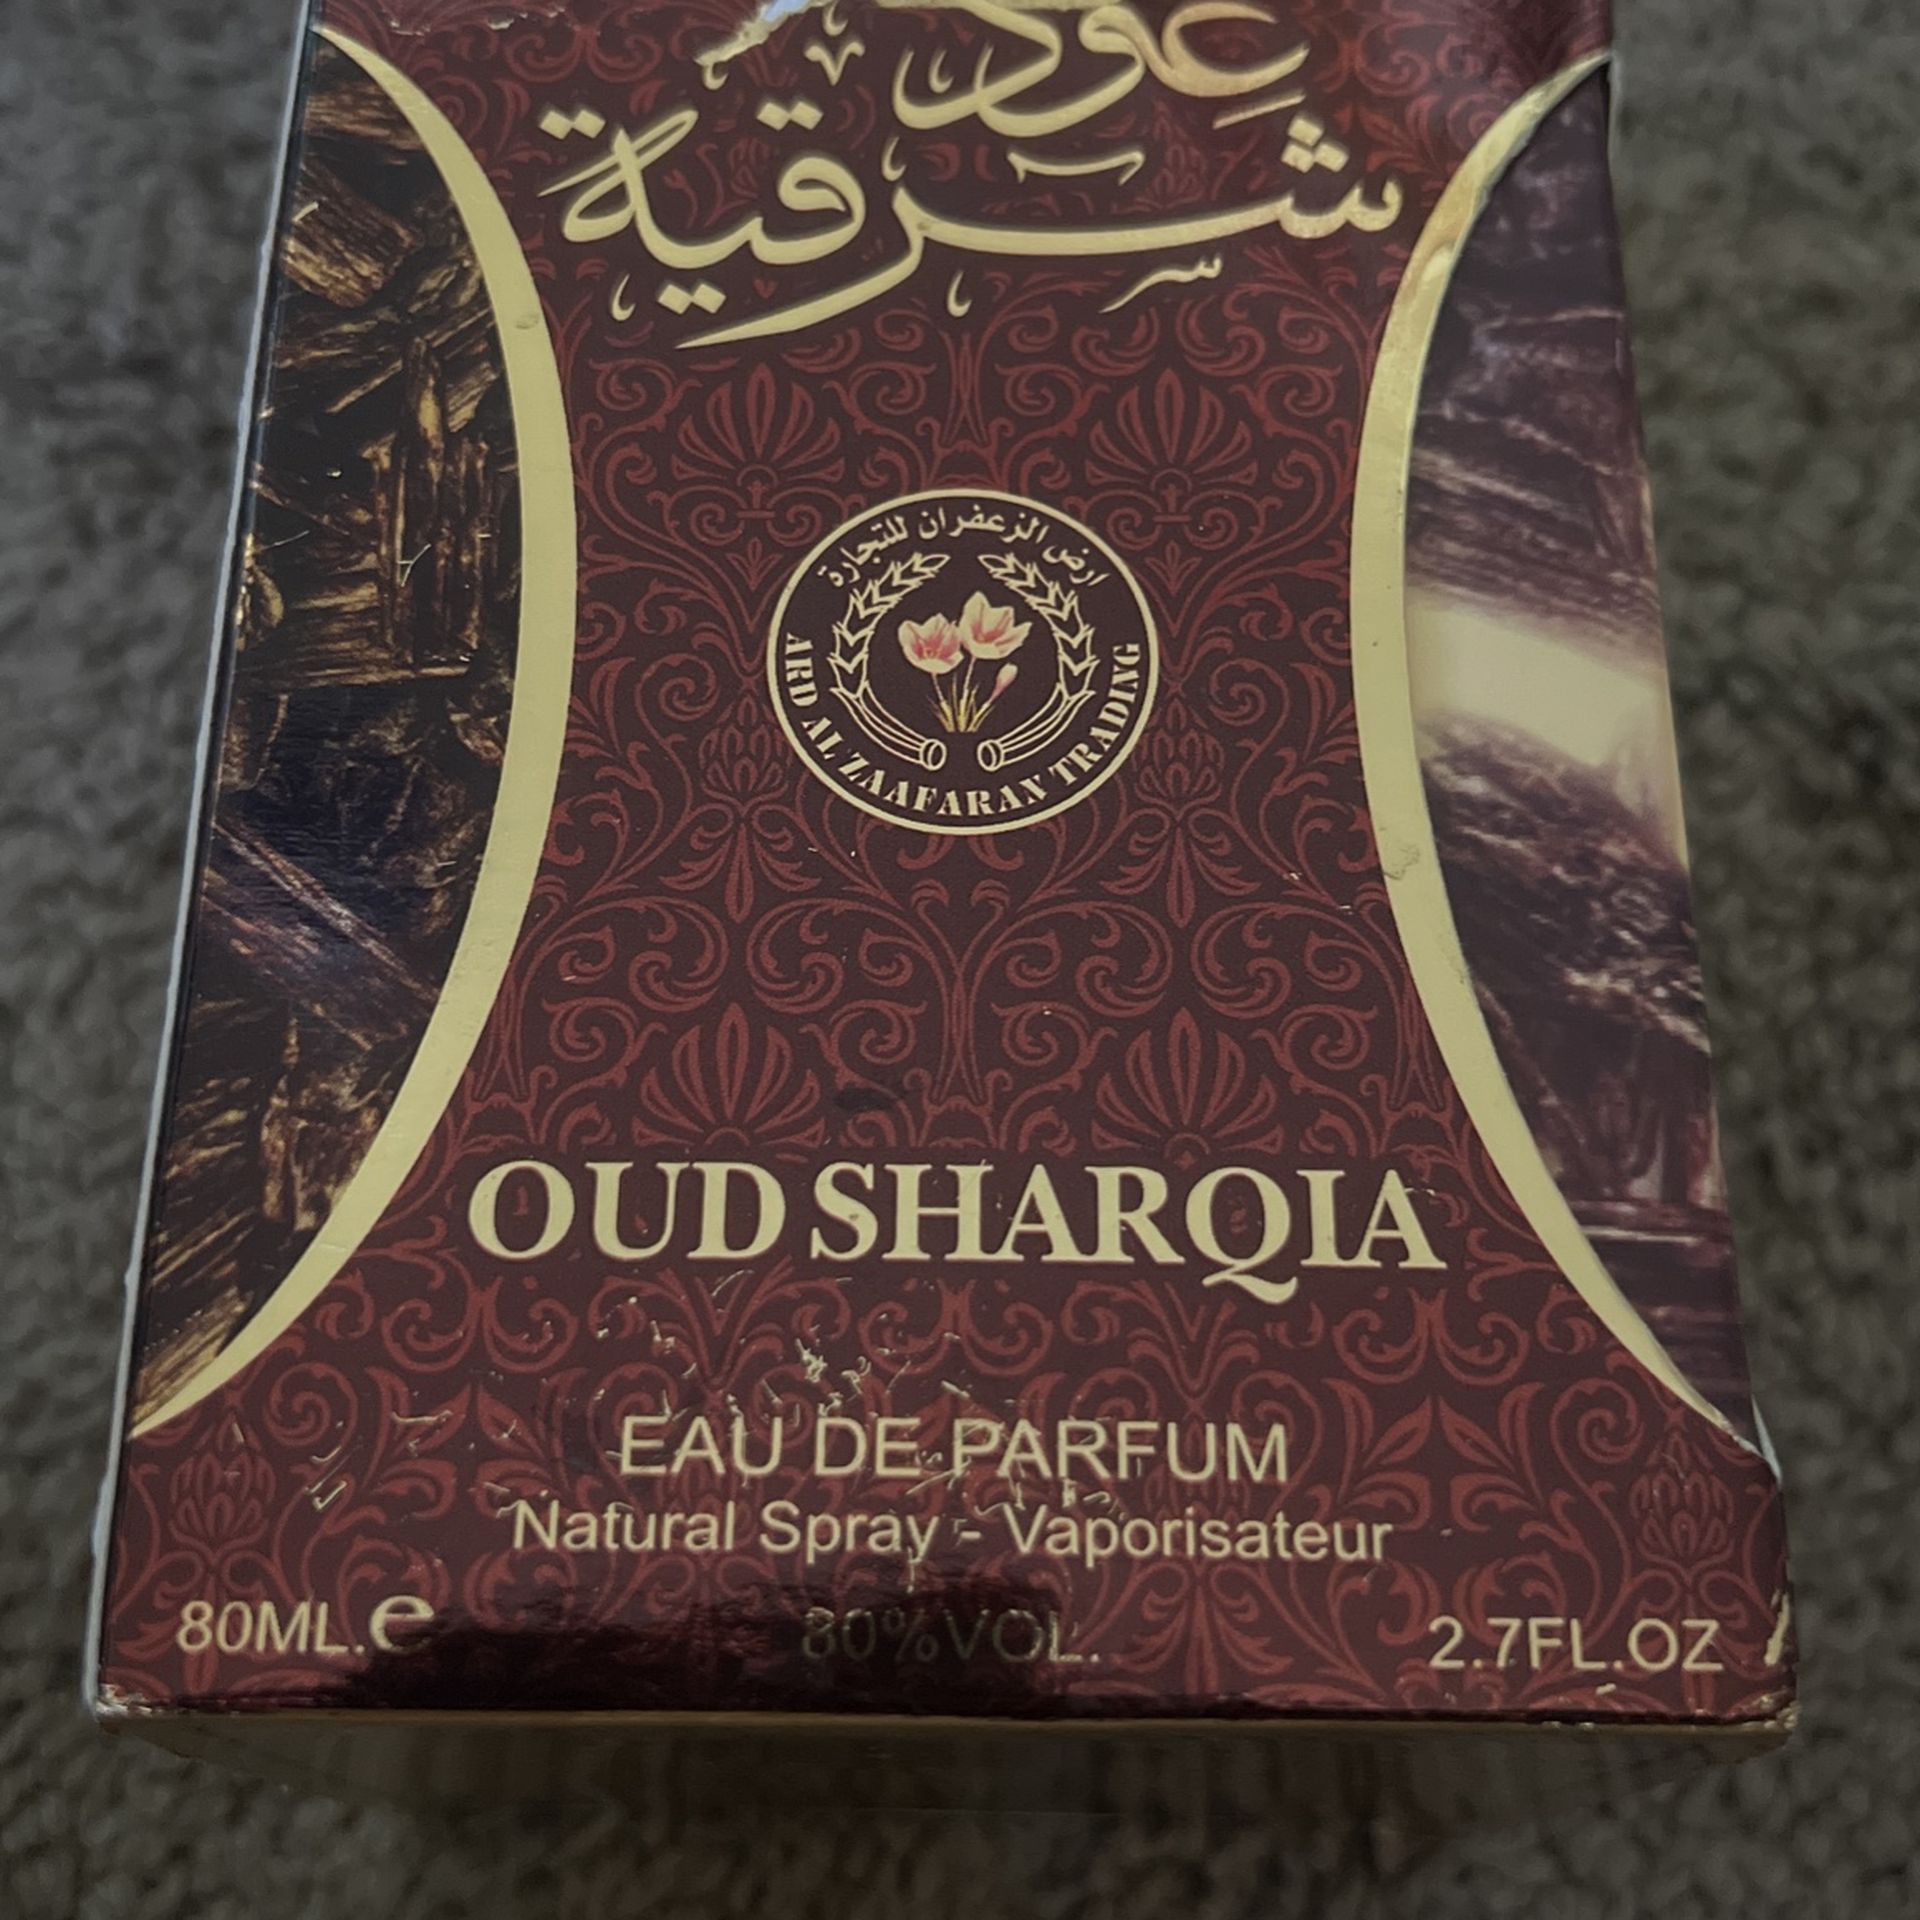 عود
شرقية
ارض الزعفران للتجارة
ARD AL ZAAFARAN TRADING
OUD SHARQIA
EAU DE PARFUM
Natural Spray - Vaporisateur
80ML.e 80%VOL. 2.7FL.OZ